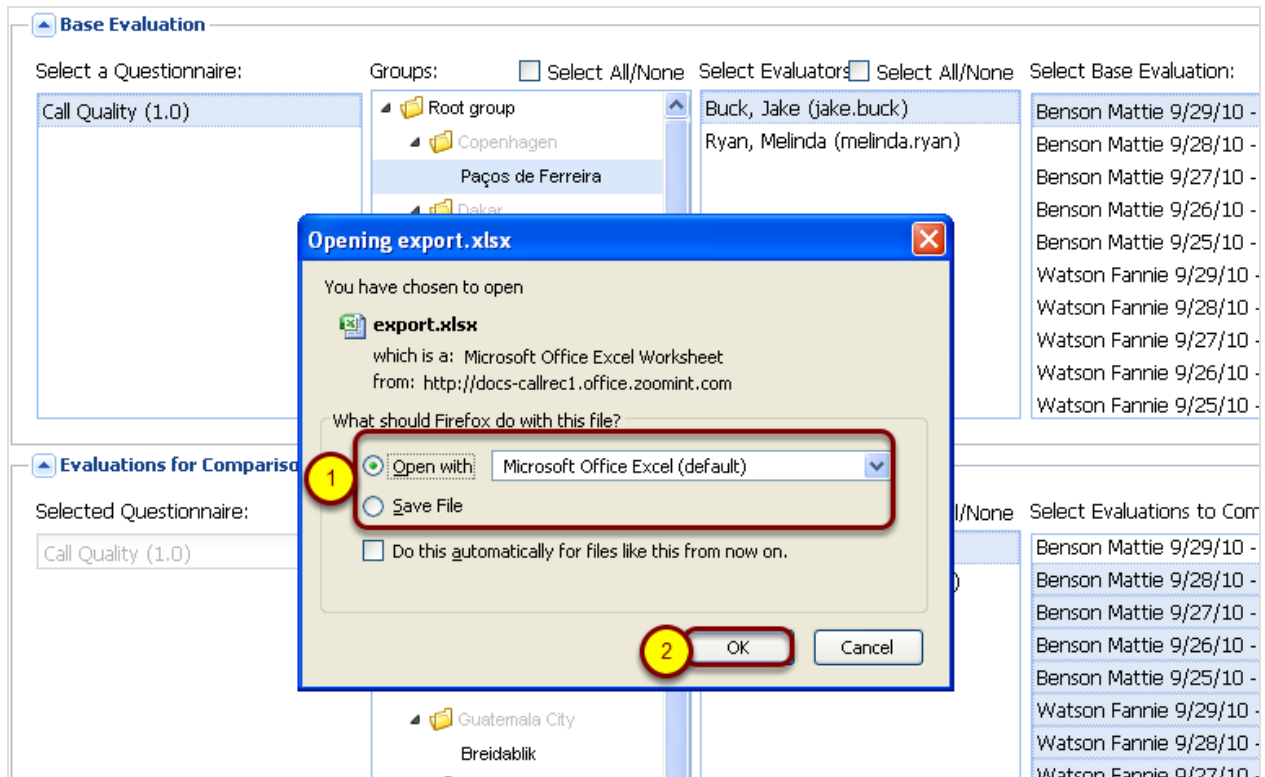 Base Evaluation
Select a Questionnaire:
Call Quality (1.0)
Groups:
Select All/None
Root group
Copenhagen
Paços de Ferreira
Dakar
Select Evaluators
Select All/None
Buck, Jake (jake.buck)
Ryan, Melinda (melinda.ryan)
Select Base Evaluation:
Benson Mattie 9/29/10 -
Benson Mattie 9/28/10 -
Benson Mattie 9/27/10 -
Benson Mattie 9/26/10 -
Benson Mattie 9/25/10 -
Watson Fannie 9/29/10 -
Watson Fannie 9/28/10 -
Watson Fannie 9/27/10 -
Watson Fannie 9/26/10 -
Watson Fannie 9/25/10 -
Opening export.xlsx
You have chosen to open
export.xlsx
which is a: Microsoft Office Excel Worksheet
from: http://docs-callrec1.office.zoomint.com
What should Firefox do with this file?
1
Open with
Microsoft Office Excel (default)
Save File
Do this automatically for files like this from now on.
2
OK
Cancel
Evaluations for Compariso
Selected Questionnaire:
Call Quality (1.0)
Guatemala City
Breidablik
l/None
)
Select Evaluations to Com
Benson Mattie 9/29/10 -
Benson Mattie 9/28/10 -
Benson Mattie 9/27/10 -
Benson Mattie 9/26/10 -
Benson Mattie 9/25/10 -
Watson Fannie 9/29/10 -
Watson Fannie 9/28/10 -
Watson Fannie 9/27/10 -